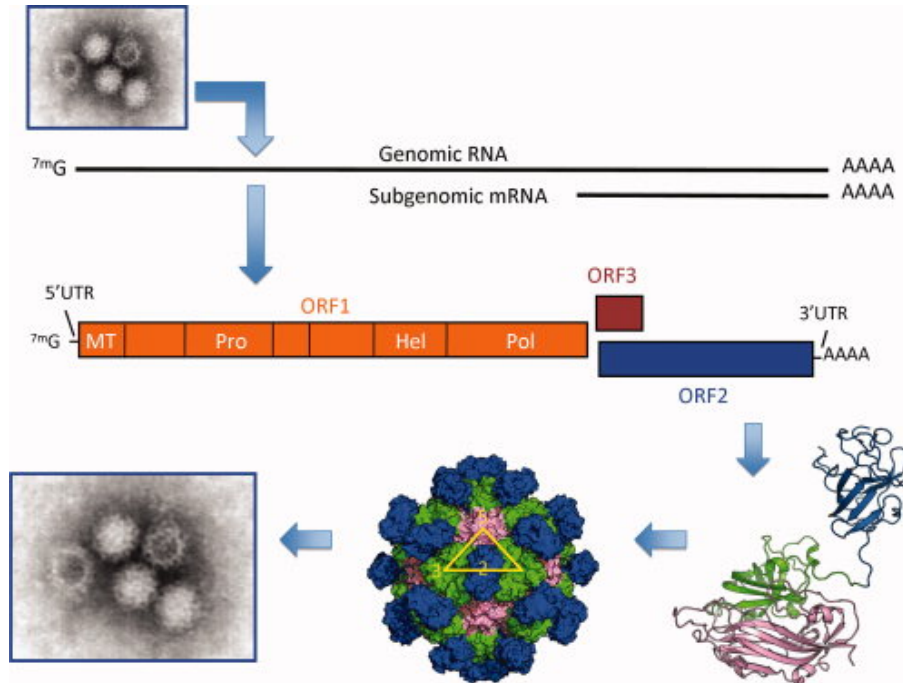 Genomic RNA
⁷ᵐG
AAAA
Subgenomic mRNA
AAAA
ORF3
5'UTR
ORF1
3'UTR
⁷ᵐG
MT
Pro
Hel
Pol
AAAA
ORF2
5
3
2